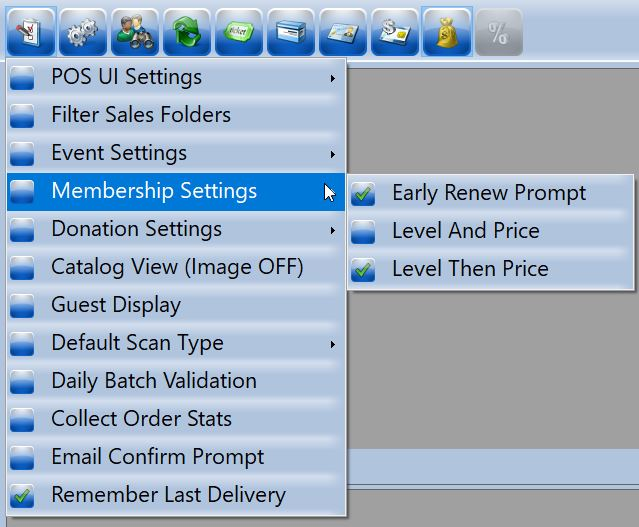 ticket
%
POS UI Settings
Filter Sales Folders
Event Settings
Membership Settings
Early Renew Prompt
Donation Settings
Level And Price
Catalog View (Image OFF)
Level Then Price
Guest Display
Default Scan Type
Daily Batch Validation
Collect Order Stats
Email Confirm Prompt
Remember Last Delivery